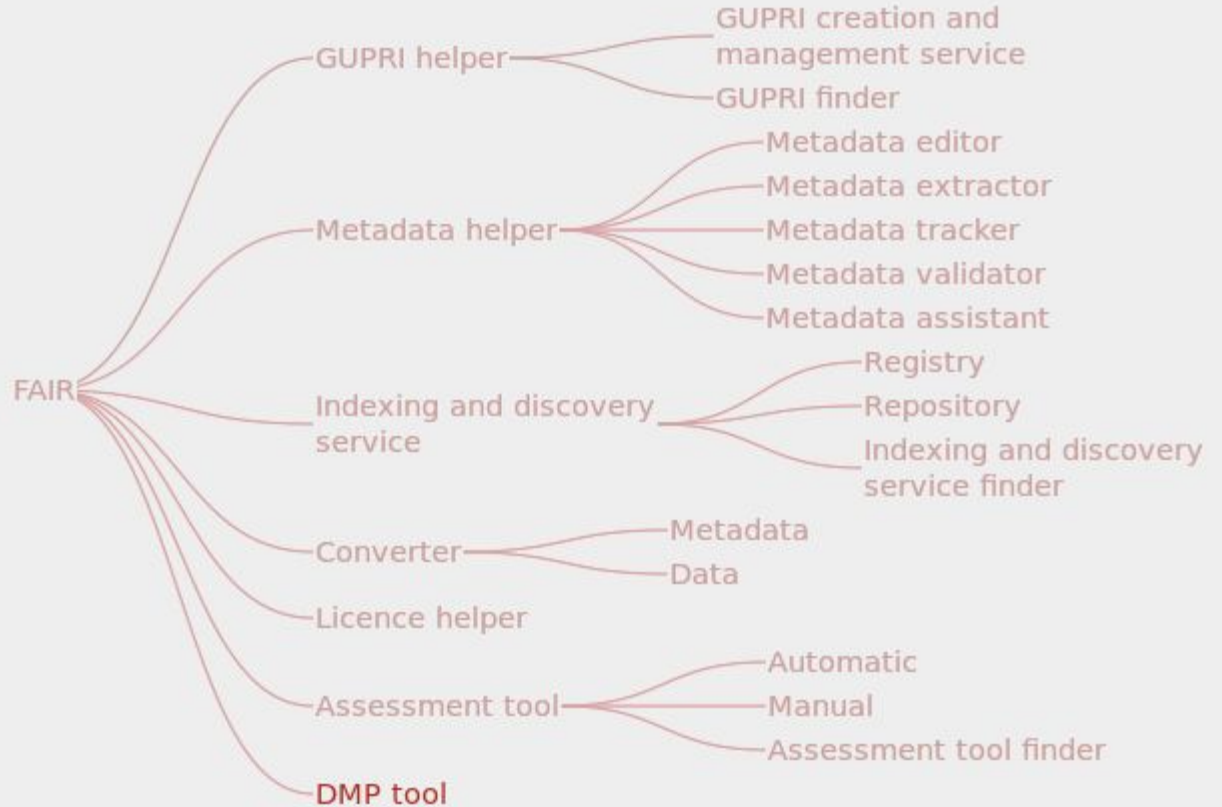 GUPRI creation and
management service
GUPRI helper
GUPRI finder
Metadata editor
Metadata extractor
Metadata helper
Metadata tracker
Metadata validator
Metadata assistant
Registry
FAIR
Indexing and discovery
service
Repository
Indexing and discovery
service finder
Metadata
Converter
Data
Licence helper
Automatic
Assessment tool
Manual
Assessment tool finder
DMP tool